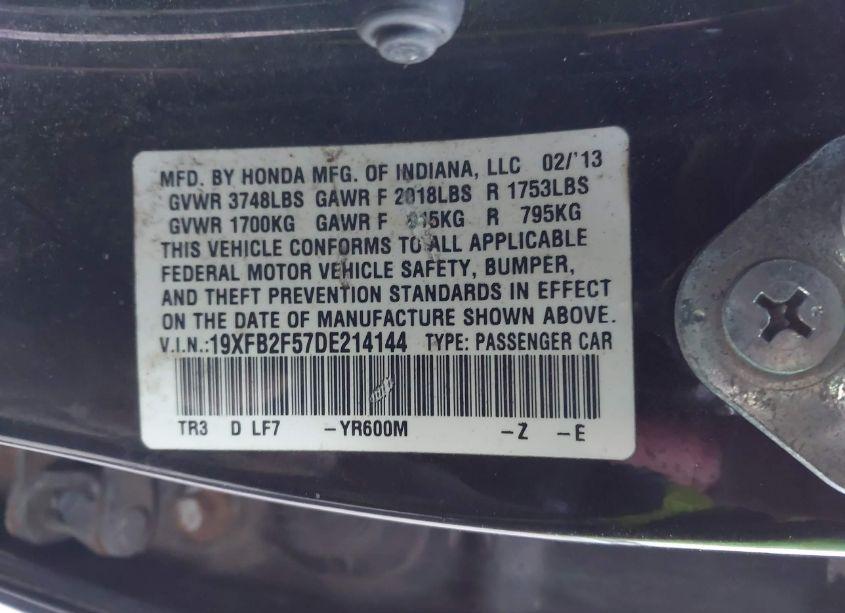 MFD. BY HONDA MFG. OF INDIANA, LLC 02/'13
GVWR 3748LBS GAWR F 2018LBS R 1753LBS
GVWR 1700KG GAWR F 915KG R 795KG
THIS VEHICLE CONFORMS TO ALL APPLICABLE
FEDERAL MOTOR VEHICLE SAFETY, BUMPER,
AND THEFT PREVENTION STANDARDS IN EFFECT
ON THE DATE OF MANUFACTURE SHOWN ABOVE.
V.I.N.:19XFB2F57DE214144 TYPE: PASSENGER CAR
TR3 D LF7 -YR600M -Z -E